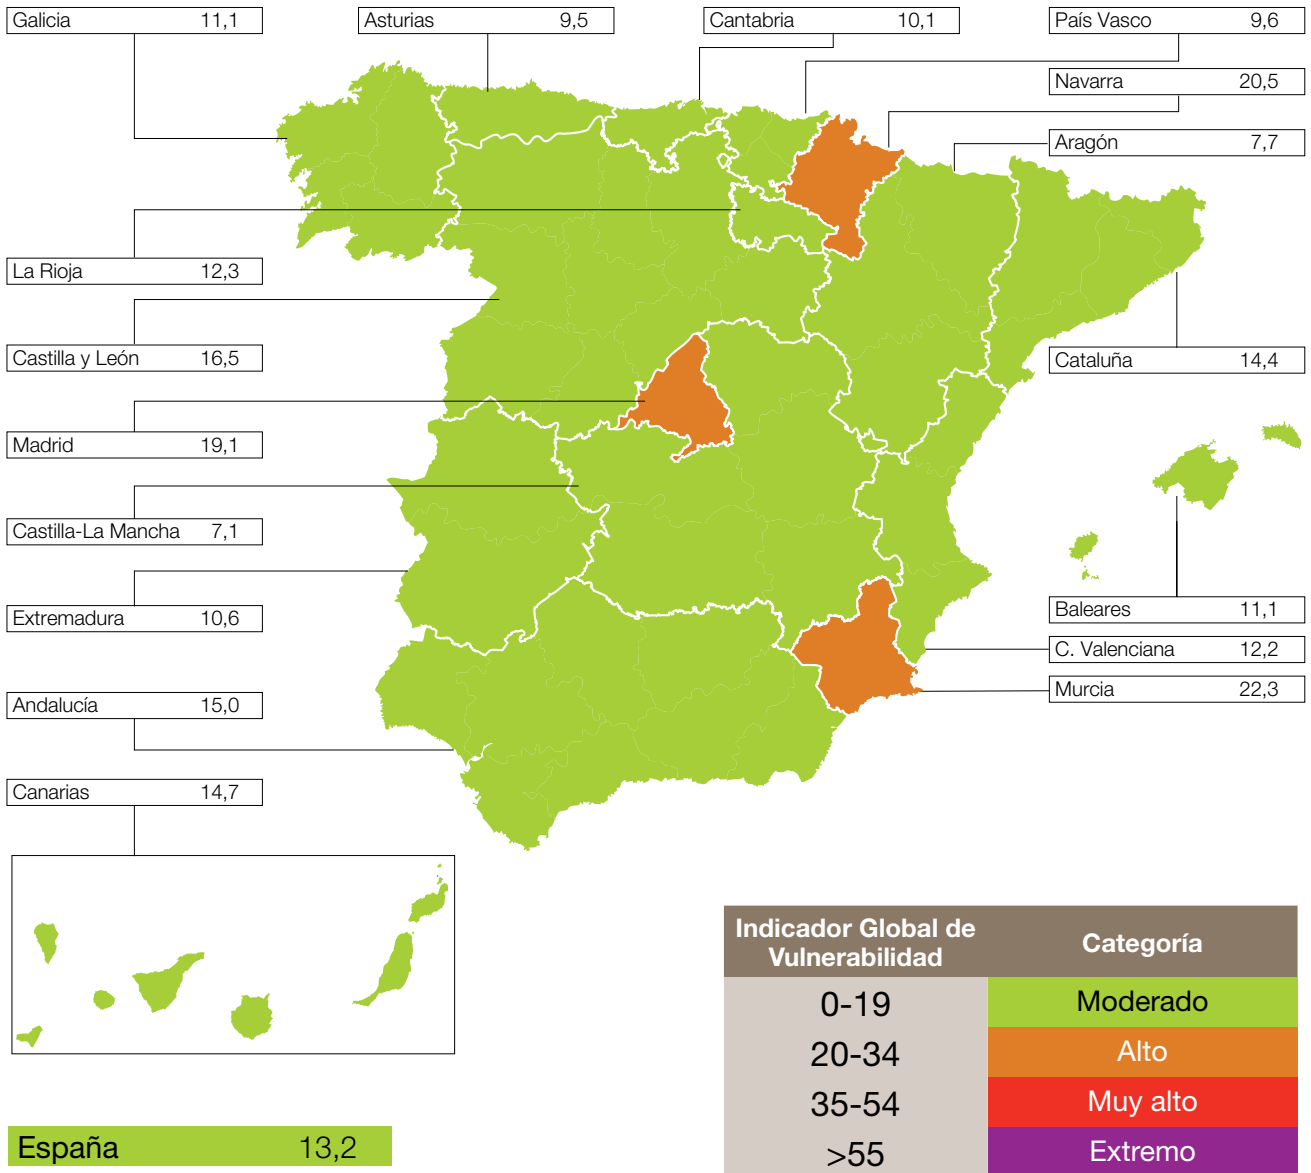 Galicia 11,1
Asturias 9,5
Cantabria 10,1
País Vasco 9,6
Navarra 20,5
Aragón 7,7
La Rioja 12,3
Castilla y León 16,5
Cataluña 14,4
Madrid 19,1
Castilla-La Mancha 7,1
Extremadura 10,6
Baleares 11,1
C. Valenciana 12,2
Murcia 22,3
Andalucía 15,0
Canarias 14,7
Indicador Global de
Vulnerabilidad
Categoría
0-19 Moderado
20-34 Alto
35-54 Muy alto
>55 Extremo
España 13,2